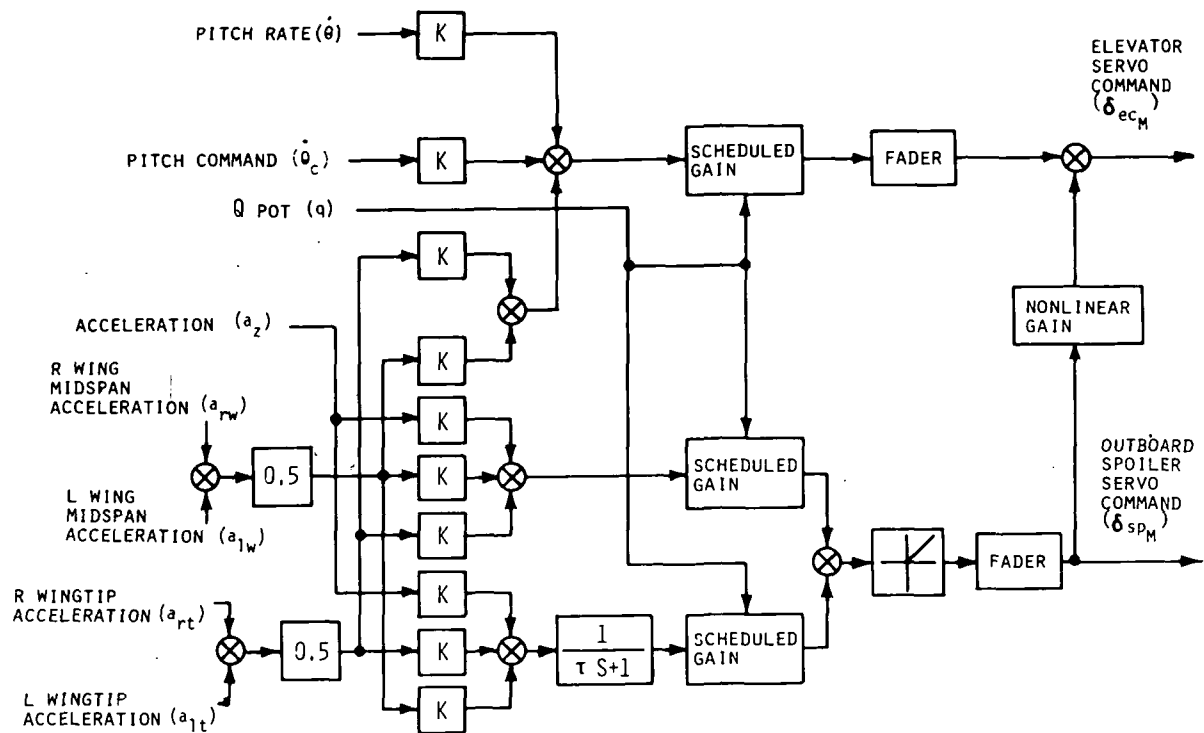 PITCH RATE(θ̇)
K
ELEVATOR
SERVO
COMMAND
(δecM)
PITCH COMMAND (θ̇c)
K
SCHEDULED
GAIN
FADER
Q POT (q)
K
ACCELERATION (az)
K
NONLINEAR
GAIN
R WING
MIDSPAN
ACCELERATION (arw)
K
0.5
K
SCHEDULED
GAIN
OUTBOARD
SPOILER
SERVO
COMMAND
(δspM)
L WING
MIDSPAN
ACCELERATION (alw)
K
FADER
R WINGTIP
ACCELERATION (art)
K
0.5
K
1
τ S+1
SCHEDULED
GAIN
L WINGTIP
ACCELERATION (alt)
K